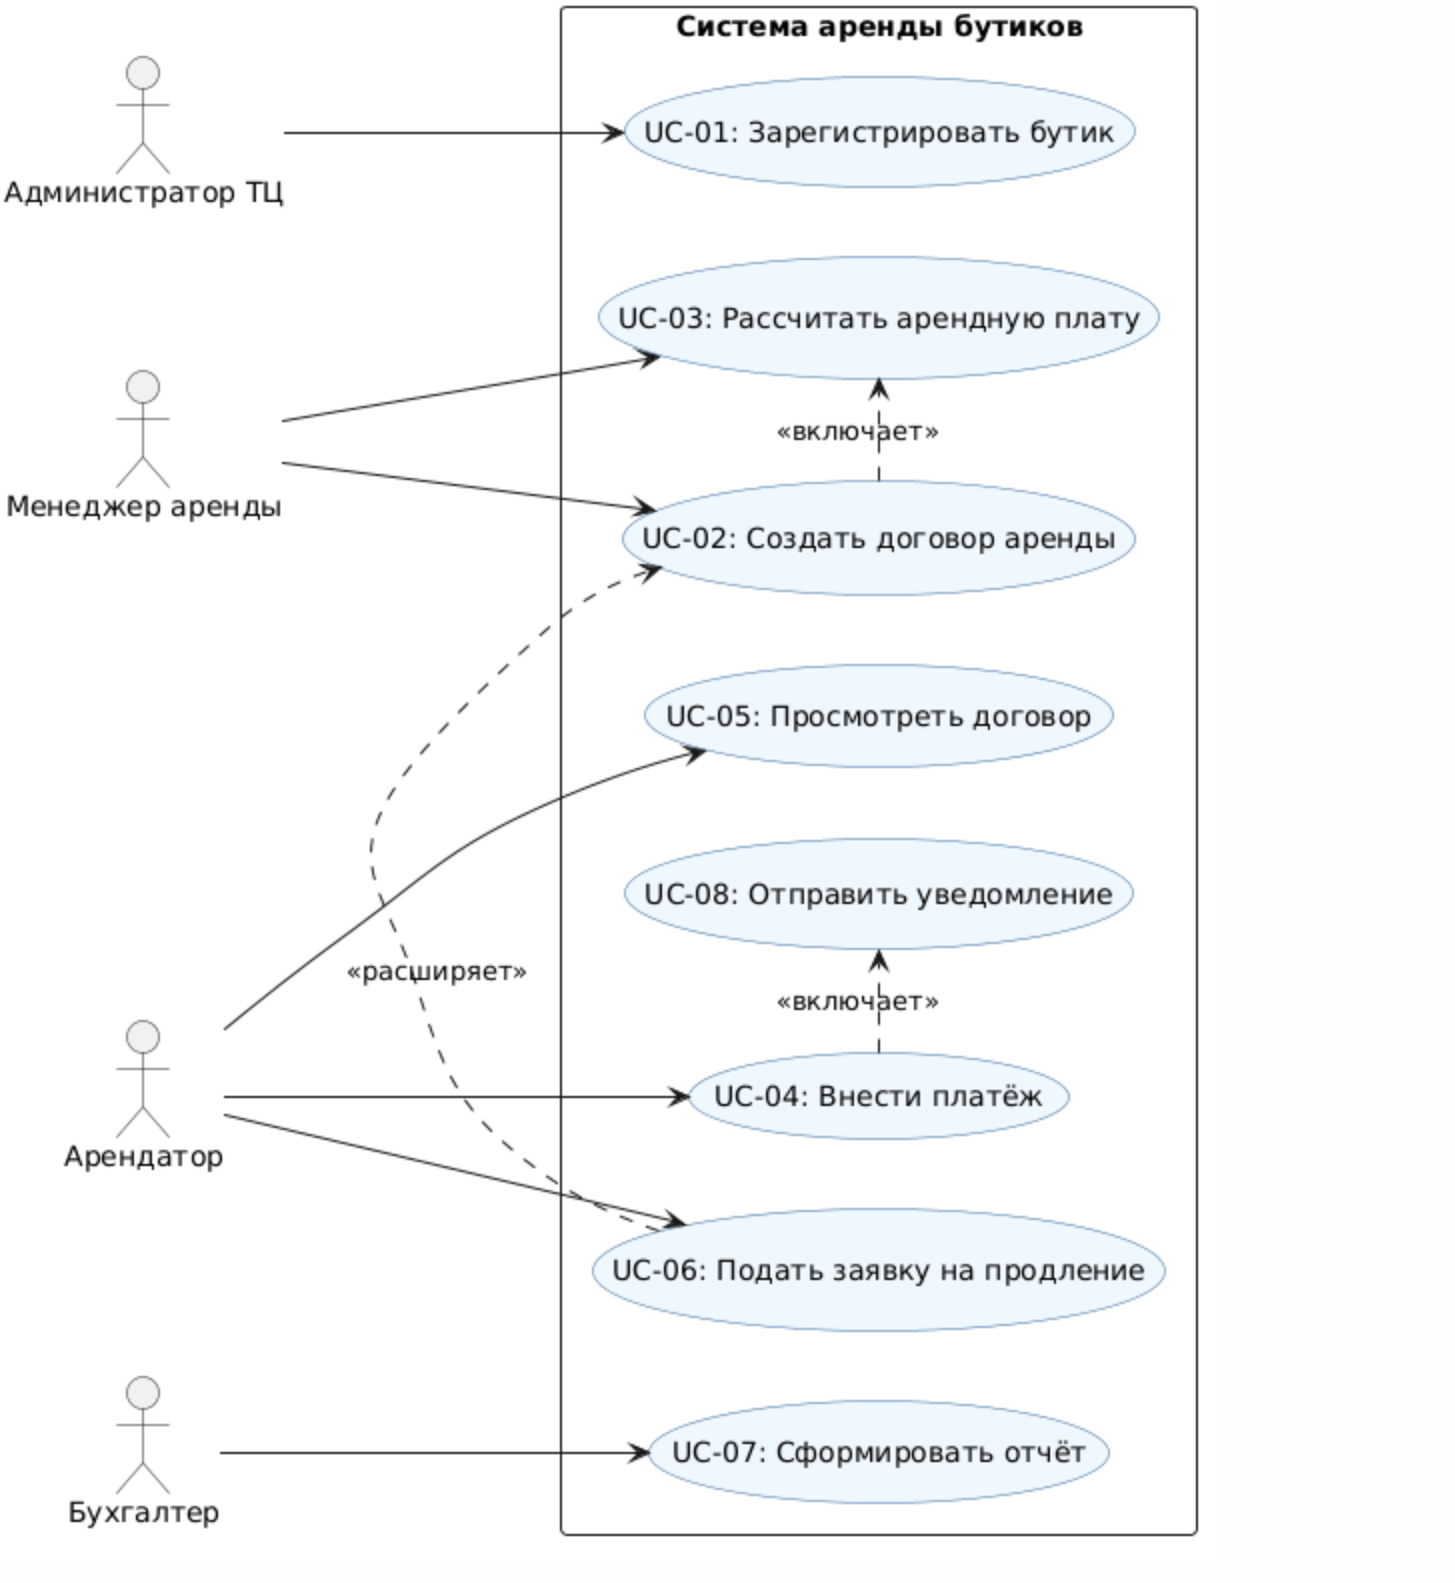 Система аренды бутиков
UC-01: Зарегистрировать бутик
Администратор ТЦ
UC-03: Рассчитать арендную плату
«включает»
Менеджер аренды
UC-02: Создать договор аренды
UC-05: Просмотреть договор
UC-08: Отправить уведомление
«расширяет»
«включает»
UC-04: Внести платёж
Арендатор
UC-06: Подать заявку на продление
UC-07: Сформировать отчёт
Бухгалтер